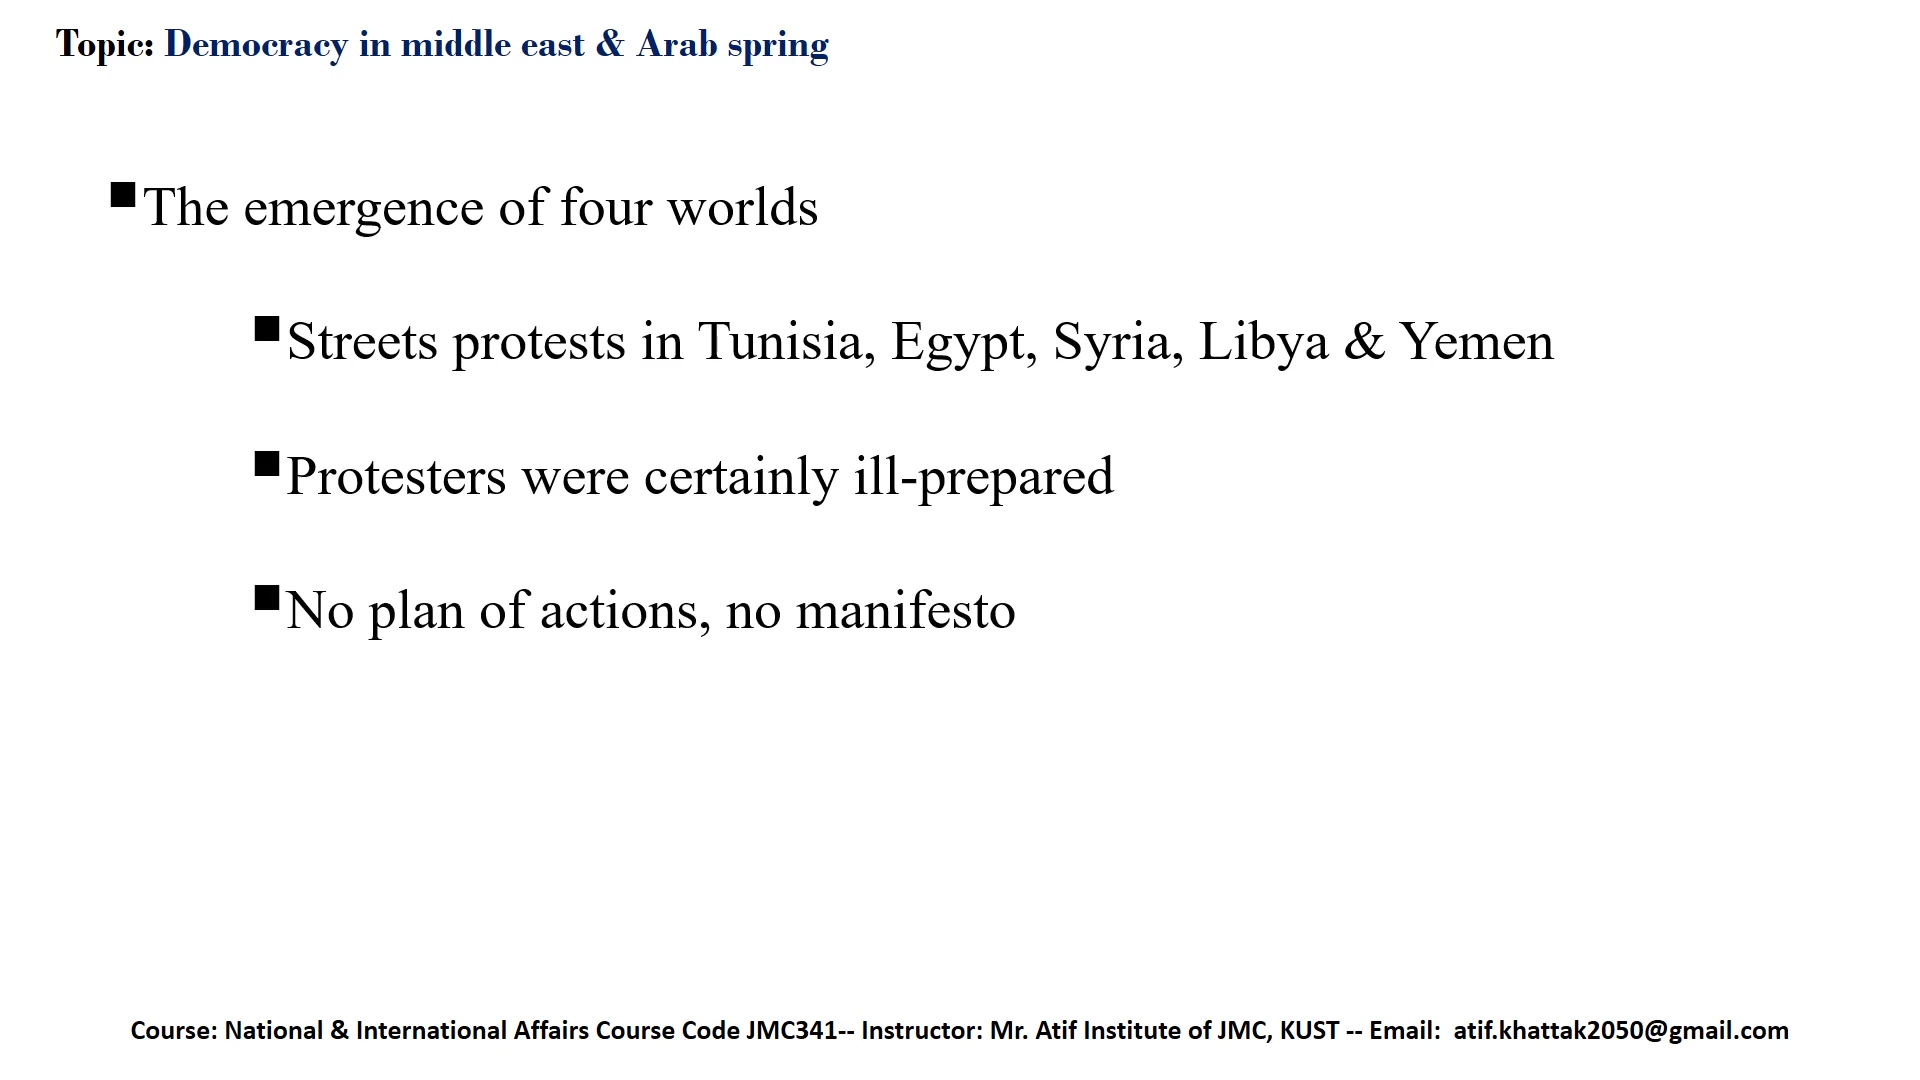 Topic: Democracy in middle east & Arab spring
The emergence of four worlds
Streets protests in Tunisia, Egypt, Syria, Libya & Yemen
Protesters were certainly ill-prepared
No plan of actions, no manifesto
Course: National & International Affairs Course Code JMC341-- Instructor: Mr. Atif Institute of JMC, KUST -- Email: atif.khattak2050@gmail.com